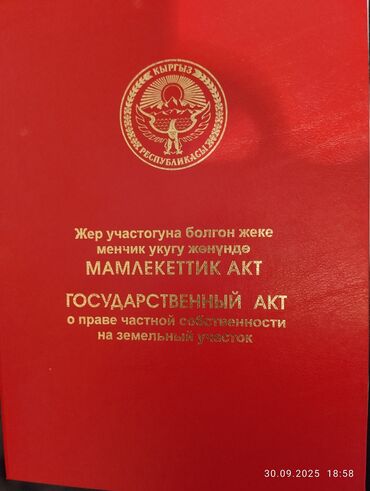 КЫРГЫЗ
РЕСПУБЛИКАСЫ
Жер участогуна болгон жеке
менчик укугу жөнүндө
МАМЛЕКЕТТИК АКТ
ГОСУДАРСТВЕННЫЙ АКТ
о праве частной собственности
на земельный участок
30.09.2025 18:58